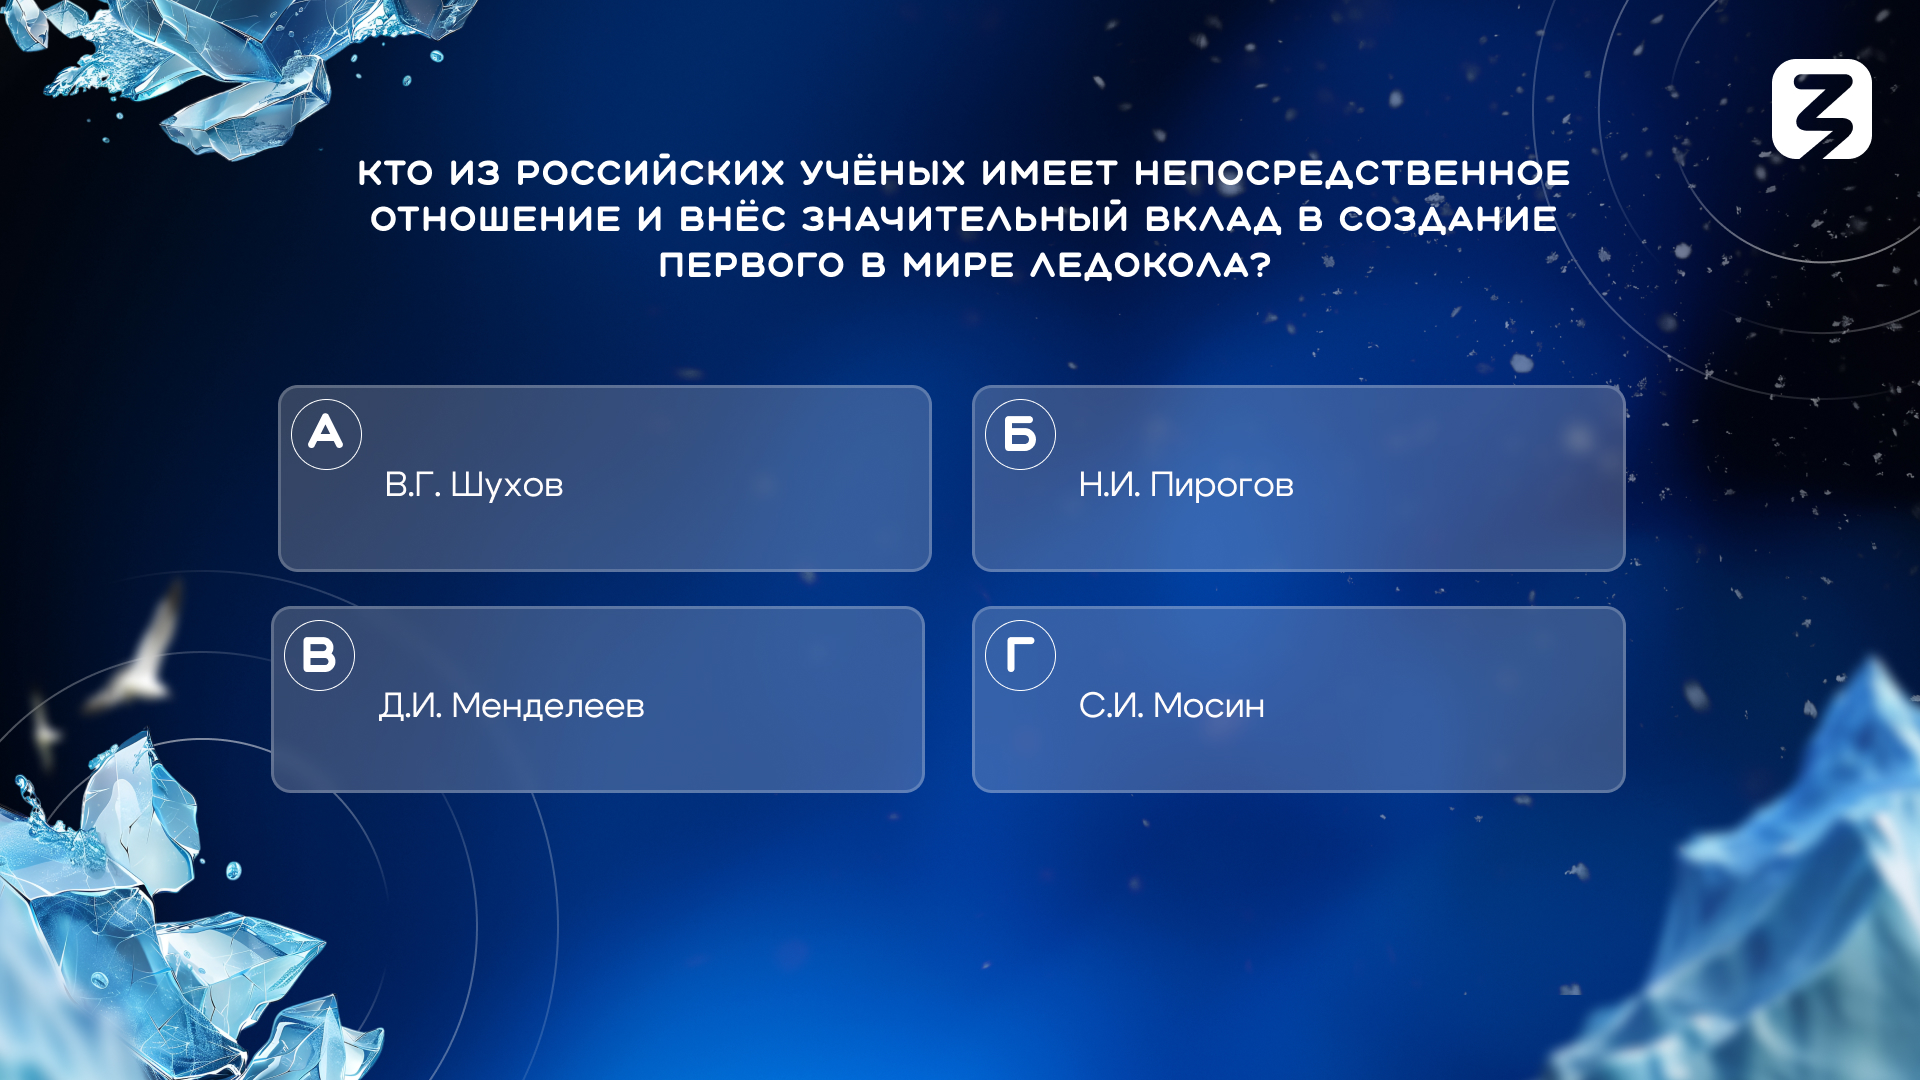 КТО ИЗ РОССИЙСКИХ УЧЁНЫХ ИМЕЕТ НЕПОСРЕДСТВЕННОЕ
ОТНОШЕНИЕ И ВНЁС ЗНАЧИТЕЛЬНЫЙ ВКЛАД В СОЗДАНИЕ
ПЕРВОГО В МИРЕ ЛЕДОКОЛА?
А
В.Г. Шухов
Б
Н.И. Пирогов
В
Д.И. Менделеев
Г
С.И. Мосин